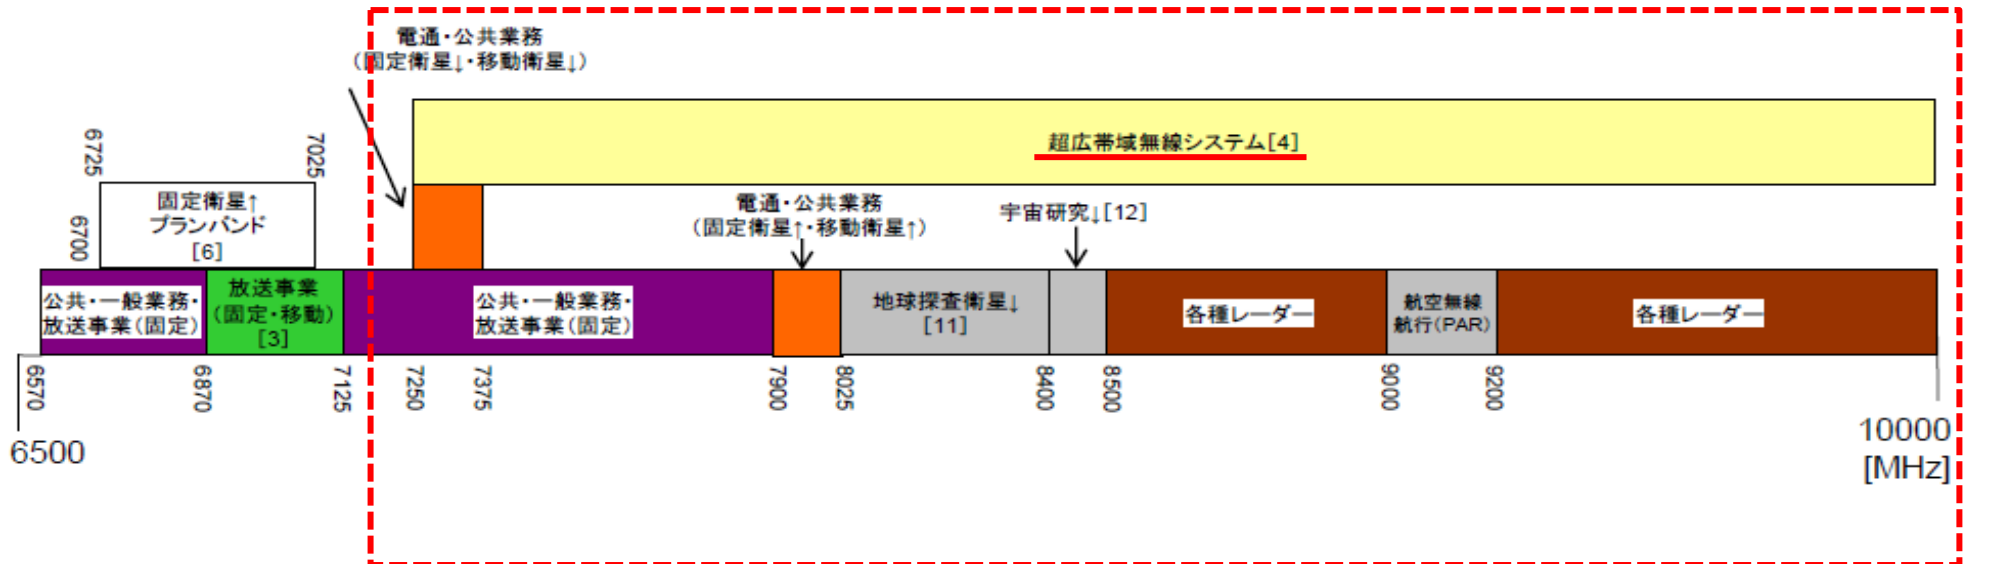 電通・公共業務
（固定衛星↓・移動衛星↓）
超広帯域無線システム[4]
6725
7025
固定衛星↑
プランバンド
[6]
6700
電通・公共業務
（固定衛星↑・移動衛星↑）
宇宙研究↓[12]
公共・一般業務・
放送事業（固定）
放送事業
（固定・移動）
[3]
公共・一般業務・
放送事業（固定）
地球探査衛星↓
[11]
各種レーダー
航空無線
航行（PAR）
各種レーダー
6570
6870
7125
7250
7375
7900
8025
8400
8500
9000
9200
6500
10000
[MHz]